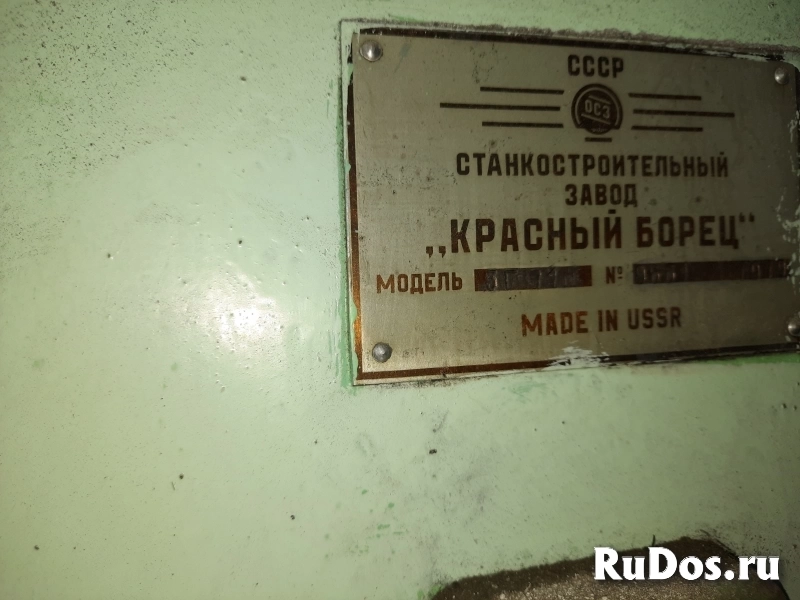 СССР
ОСЗ
СТАНКОСТРОИТЕЛЬНЫЙ
ЗАВОД
„КРАСНЫЙ БОРЕЦ"
МОДЕЛЬ №
MADE IN USSR
RuDos.ru